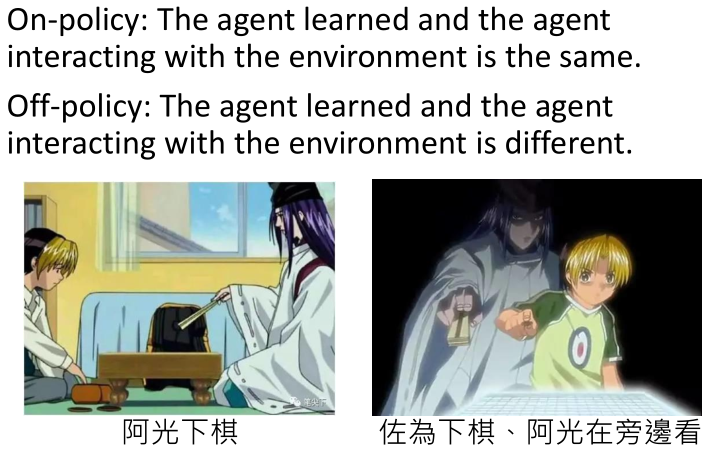 On-policy: The agent learned and the agent
interacting with the environment is the same.
Off-policy: The agent learned and the agent
interacting with the environment is different.
阿光下棋
佐為下棋、阿光在旁邊看